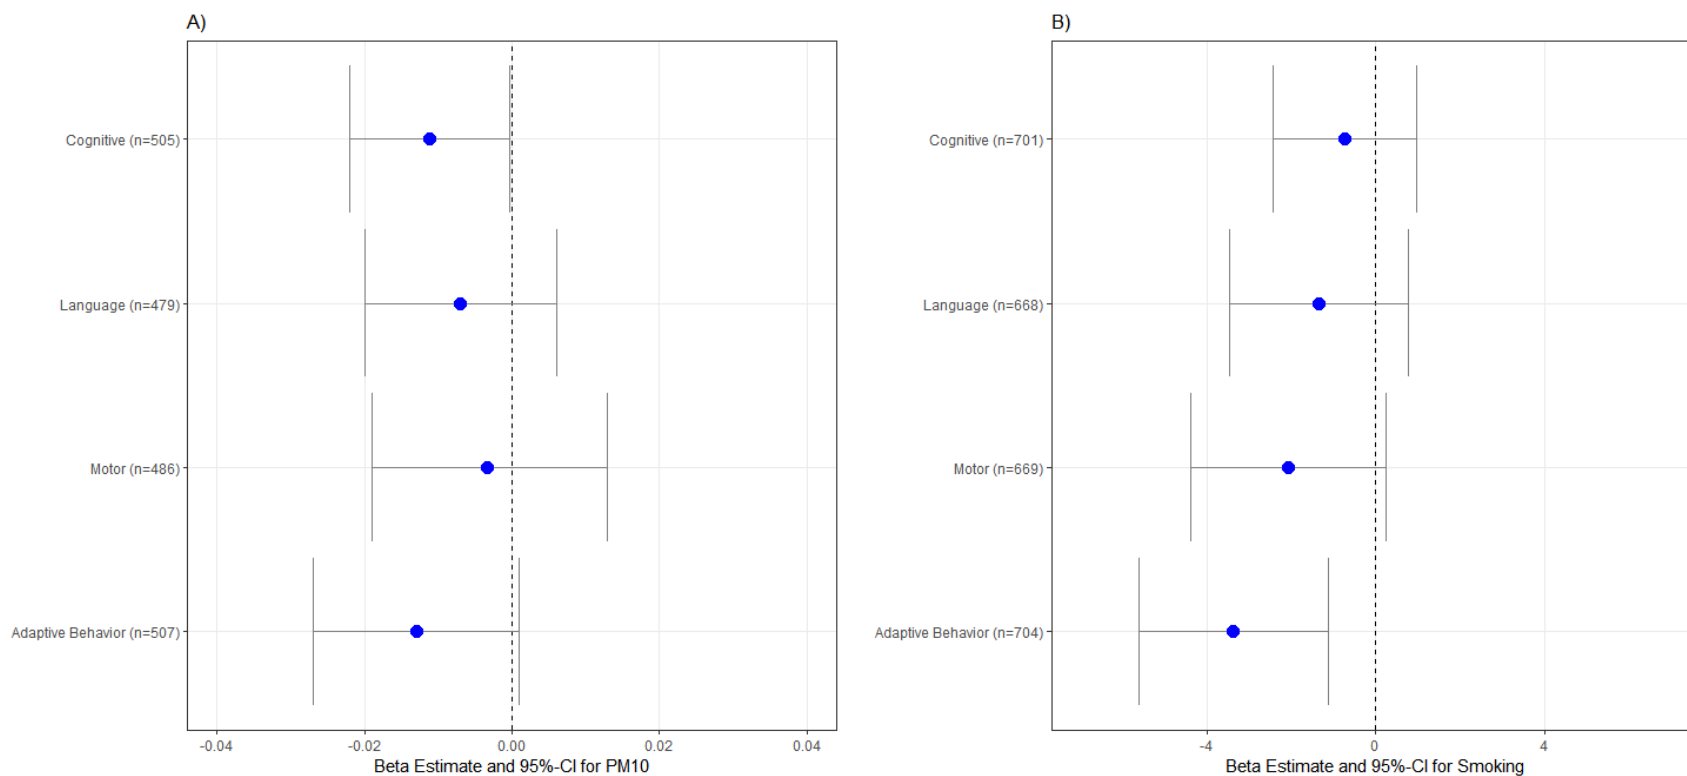 A)
Cognitive (n=505)
Language (n=479)
Motor (n=486)
Adaptive Behavior (n=507)
-0.04 -0.02 0.00 0.02 0.04
Beta Estimate and 95%-CI for PM10
B)
Cognitive (n=701)
Language (n=668)
Motor (n=669)
Adaptive Behavior (n=704)
-4 0 4
Beta Estimate and 95%-CI for Smoking